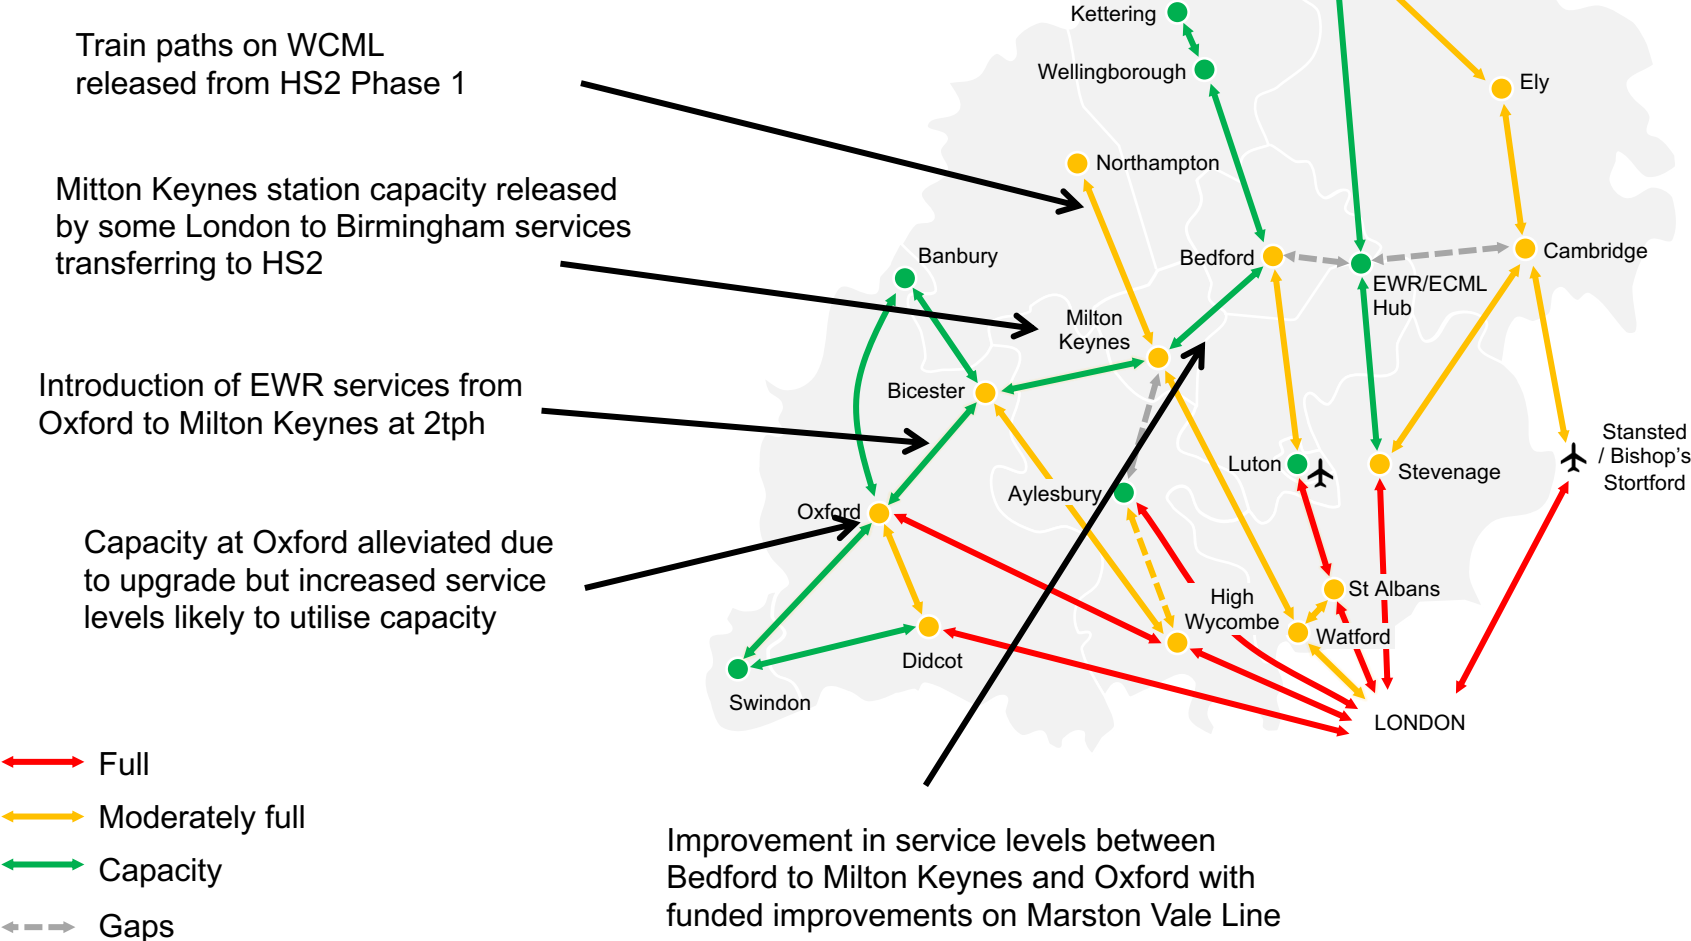 Train paths on WCML
released from HS2 Phase 1
Mitton Keynes station capacity released
by some London to Birmingham services
transferring to HS2
Introduction of EWR services from
Oxford to Milton Keynes at 2tph
Capacity at Oxford alleviated due
to upgrade but increased service
levels likely to utilise capacity
Kettering
Wellingborough
Ely
Northampton
Banbury
Bedford
Cambridge
EWR/ECML
Hub
Milton
Keynes
Bicester
Luton
Stevenage
Stansted
/ Bishop's
Stortford
Aylesbury
Oxford
St Albans
High
Wycombe
Watford
Didcot
Swindon
LONDON
Full
Moderately full
Capacity
Gaps
Improvement in service levels between
Bedford to Milton Keynes and Oxford with
funded improvements on Marston Vale Line